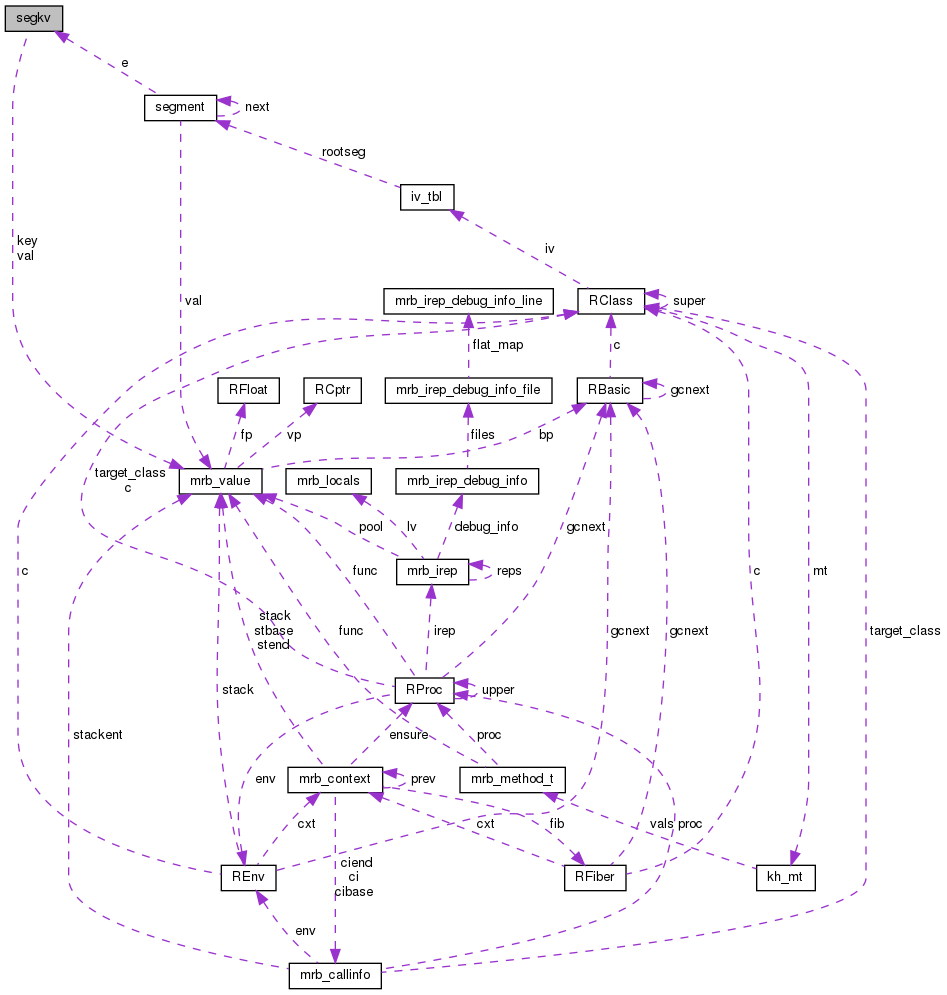 segkv
e
segment
next
rootseg
iv_tbl
key
val
iv
val
mrb_irep_debug_info_line
RClass
super
flat_map
c
RFloat
RCptr
mrb_irep_debug_info_file
RBasic
gcnext
fp
vp
files
bp
target_class
c
mrb_value
mrb_locals
mrb_irep_debug_info
pool
lv
debug_info
gcnext
c
func
mrb_irep
reps
c
mt
stack
stbase
stend
func
irep
gcnext
gcnext
target_class
stack
RProc
upper
stackent
ensure
proc
env
mrb_context
prev
mrb_method_t
cxt
fib
cxt
vals
proc
ciend
ci
cibase
REnv
RFiber
kh_mt
env
mrb_callinfo